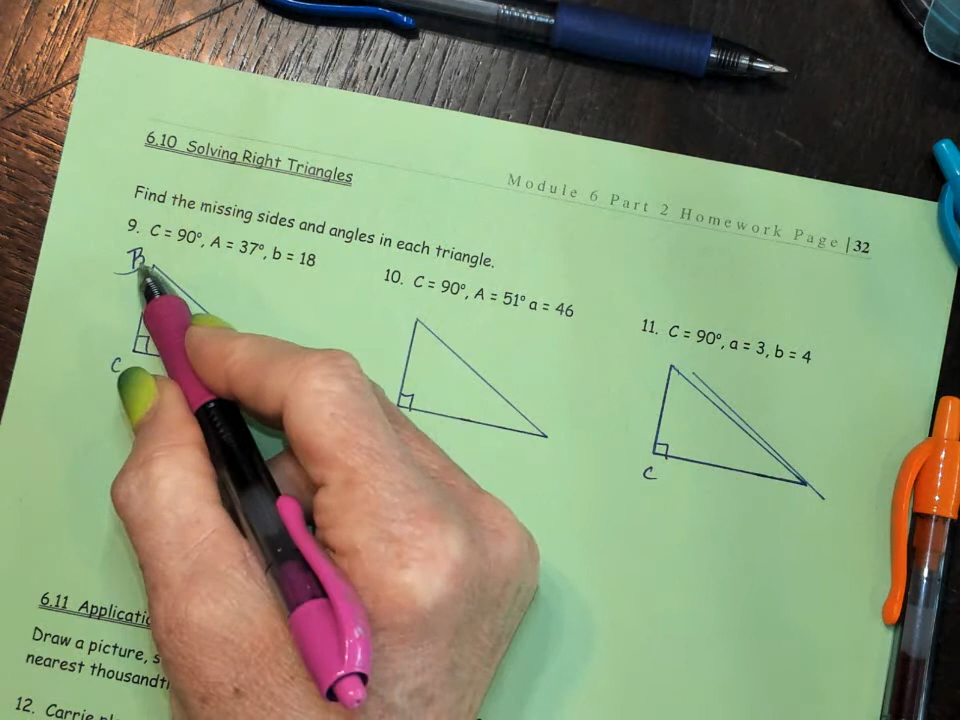 Module 6 Part 2 Homework Page | 32
6.10 Solving Right Triangles
Find the missing sides and angles in each triangle.
9. C = 90°, A = 37°, b = 18
10. C = 90°, A = 51° a = 46
11. C = 90°, a = 3, b = 4
B
C
C
6.11
Draw a picture,
nearest
12. Carrie